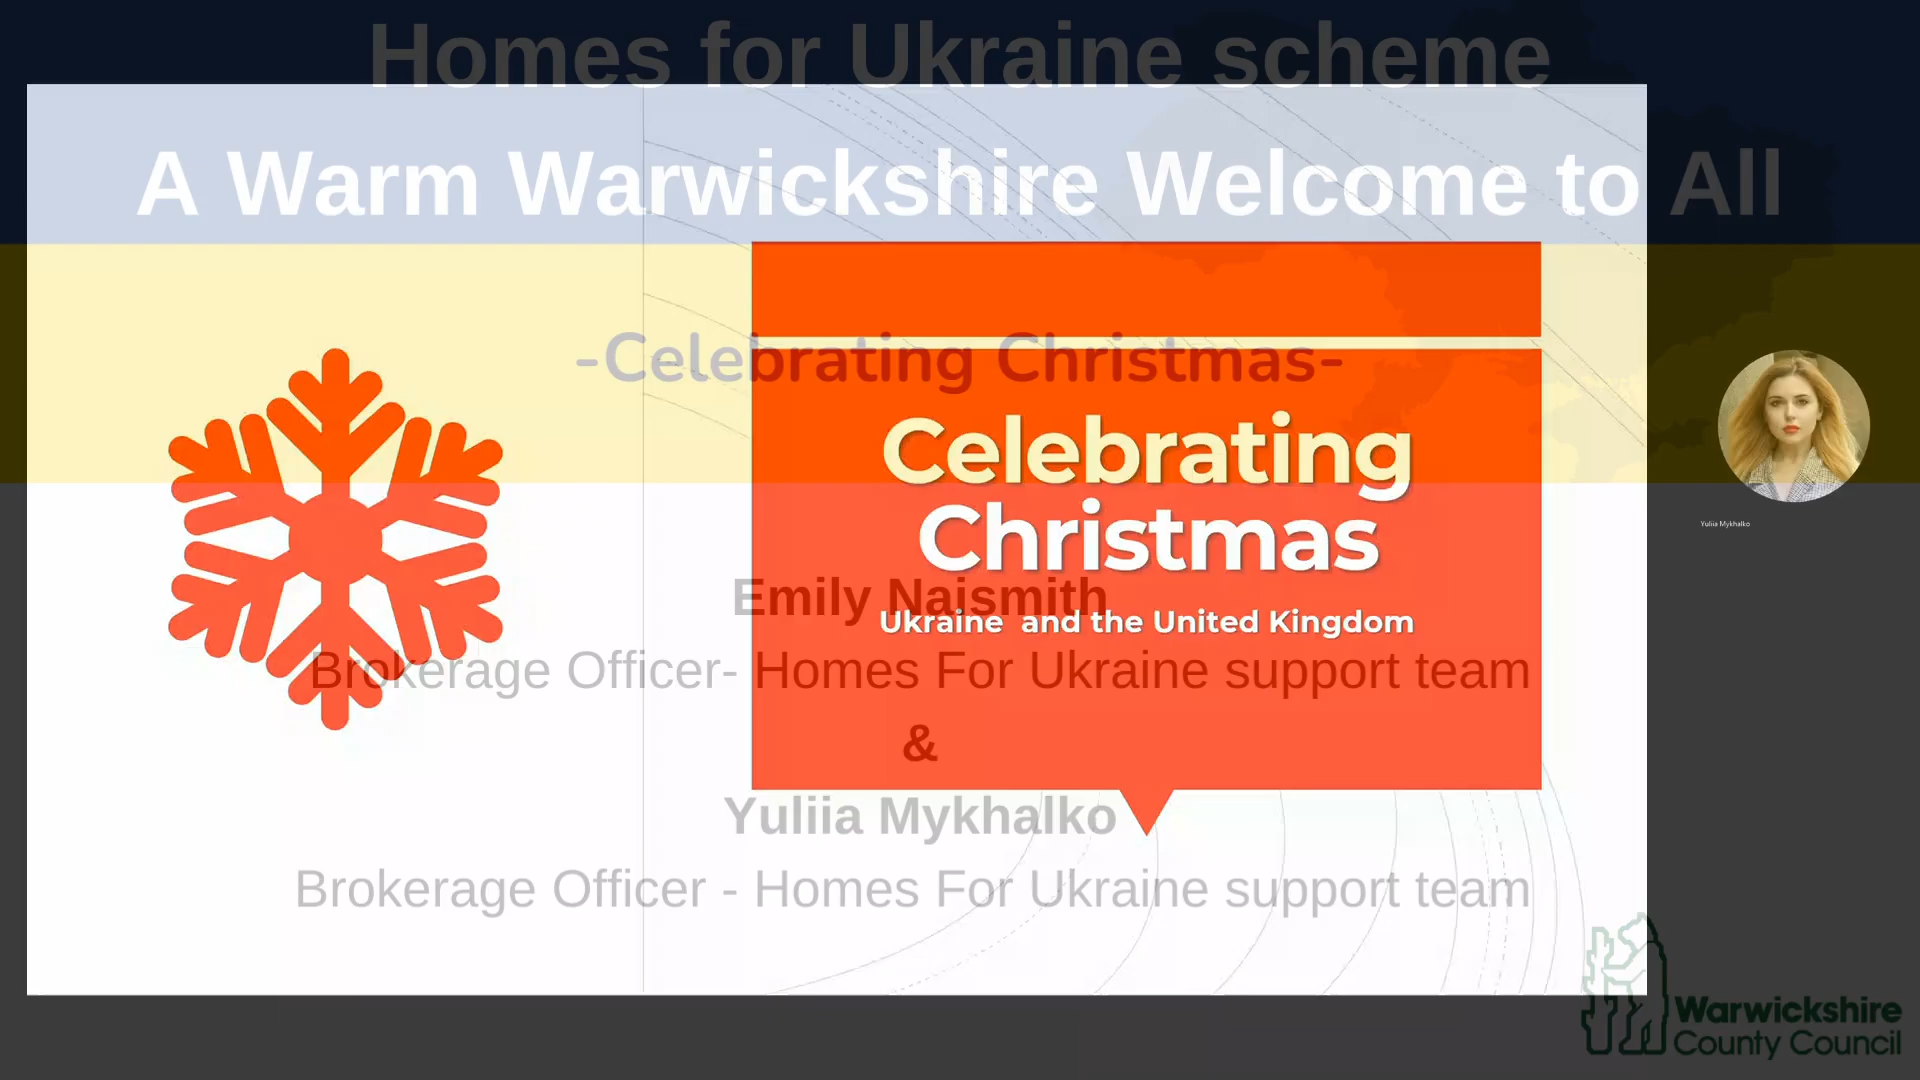 Homes for Ukraine scheme
A Warm Warwickshire Welcome to All
-Celebrating Christmas-
Celebrating
Christmas
Ukraine and the United Kingdom
Emily Naismith
Brokerage Officer- Homes For Ukraine support team
&
Yuliia Mykhalko
Brokerage Officer - Homes For Ukraine support team
Yuliia Mykhalko
Warwickshire
County Council